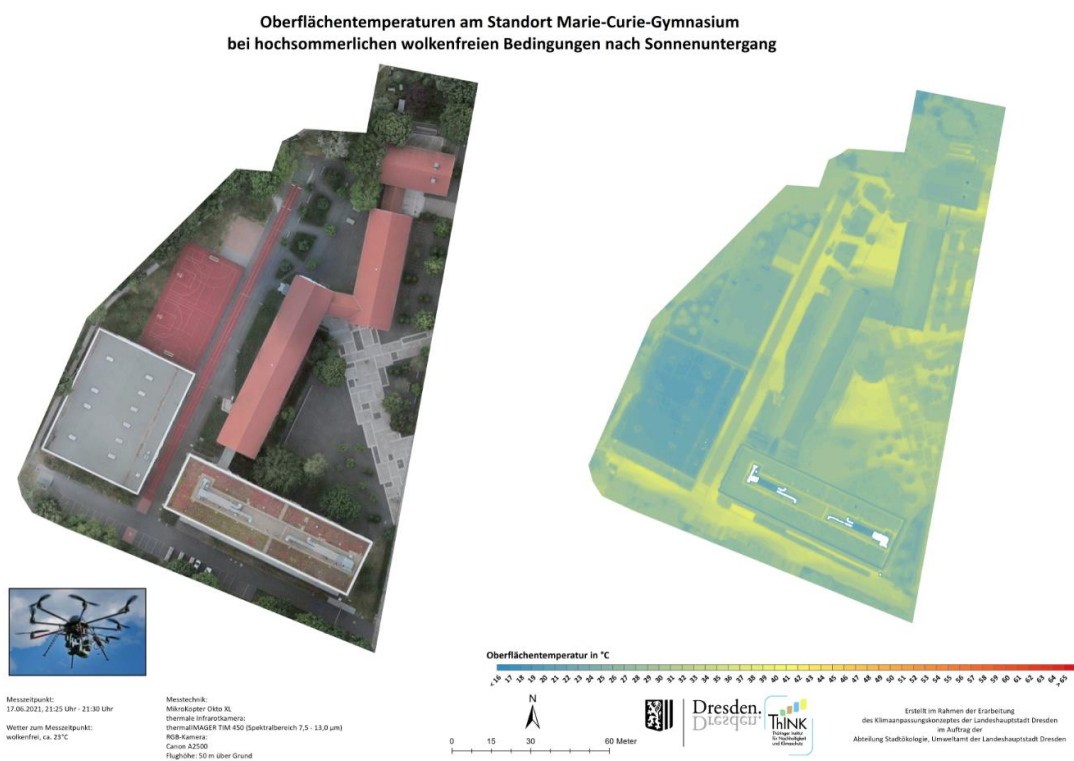 Oberflächentemperaturen am Standort Marie-Curie-Gymnasium
bei hochsommerlichen wolkenfreien Bedingungen nach Sonnenuntergang
Oberflächentemperatur in °C
< 16 17 18 19 20 21 22 23 24 25 26 27 28 29 30 31 32 33 34 35 36 37 38 39 40 41 42 43 44 45 46 47 48 49 50 51 52 53 54 55 56 57 58 59 60 61 62 63 64 > 65
Messzeitpunkt:
17.06.2021, 21:25 Uhr - 21:30 Uhr
Wetter zum Messzeitpunkt:
wolkenfrei, ca. 23°C
Messtechnik:
MikroKopter Okto XL
thermale Infrarotkamera:
thermalIMAGER TIM 450 (Spektralbereich 7,5 - 13,0 µm)
RGB-Kamera:
Canon A2500
Flughöhe: 50 m über Grund
N
0 15 30 60 Meter
Dresden.
Dresden.
ThINK
Thüringer Institut
für Nachhaltigkeit
und Klimaschutz
Erstellt im Rahmen der Erarbeitung
des Klimaanpassungskonzeptes der Landeshauptstadt Dresden
im Auftrag der
Abteilung Stadtökologie, Umweltamt der Landeshauptstadt Dresden